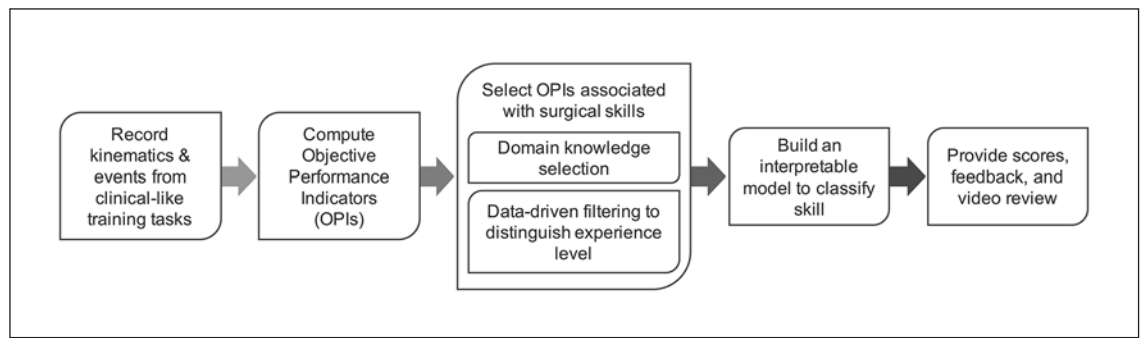 Record
kinematics &
events from
clinical-like
training tasks
Compute
Objective
Performance
Indicators
(OPIs)
Select OPIs associated
with surgical skills
Domain knowledge
selection
Data-driven filtering to
distinguish experience
level
Build an
interpretable
model to classify
skill
Provide scores,
feedback, and
video review